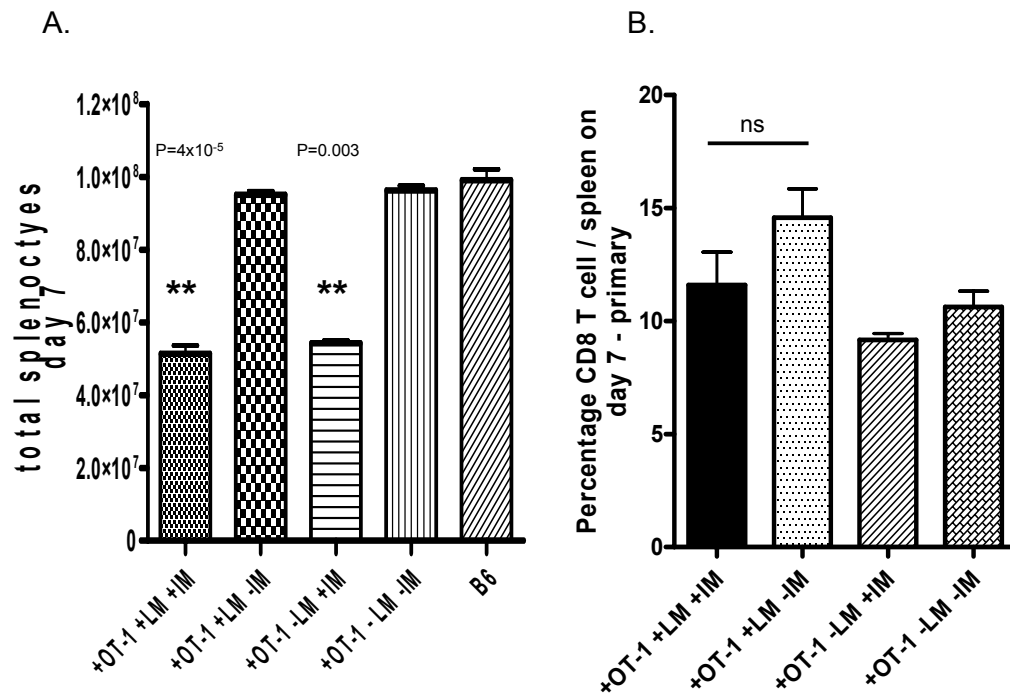 A.
B.
total splenoctyes
day 7
1.2×10⁸
1.0×10⁸
8.0×10⁷
6.0×10⁷
4.0×10⁷
2.0×10⁷
0
P=4x10⁻⁵
P=0.003
**
**
+OT-1 +LM +IM
+OT-1 +LM -IM
+OT-1 -LM +IM
+OT-1 - LM -IM
B6
Percentage CD8 T cell / spleen on
day 7 - primary
20
15
10
5
0
ns
+OT-1 +LM +IM
+OT-1 +LM -IM
+OT-1 -LM +IM
+OT-1 -LM-IM